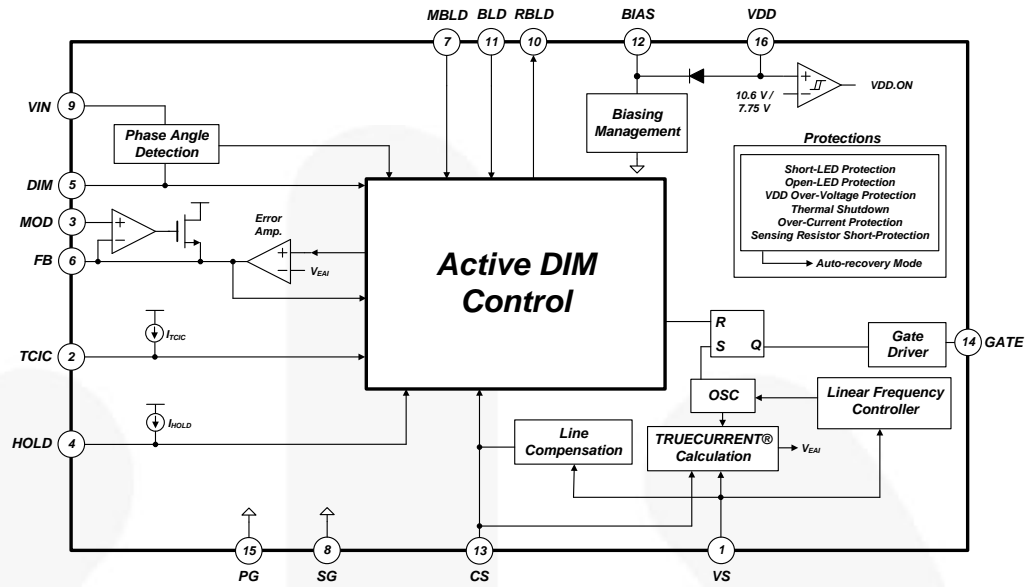 MBLD BLD RBLD BIAS VDD
7 11 10 12 16
VIN
9
Phase Angle
Detection
DIM
5
MOD
3
FB
6
+
−
Error
Amp.
+
−
VEAI
TCIC
2
ITCIC
HOLD
4
IHOLD
Active DIM
Control
Biasing
Management
10.6 V /
7.75 V
+
−
VDD.ON
Protections
Short-LED Protection
Open-LED Protection
VDD Over-Voltage Protection
Thermal Shutdown
Over-Current Protection
Sensing Resistor Short-Protection
Auto-recovery Mode
R
S Q
Gate
Driver
14 GATE
OSC
Linear Frequency
Controller
Line
Compensation
TRUECURRENT®
Calculation
VEAI
15 8 13 1
PG SG CS VS